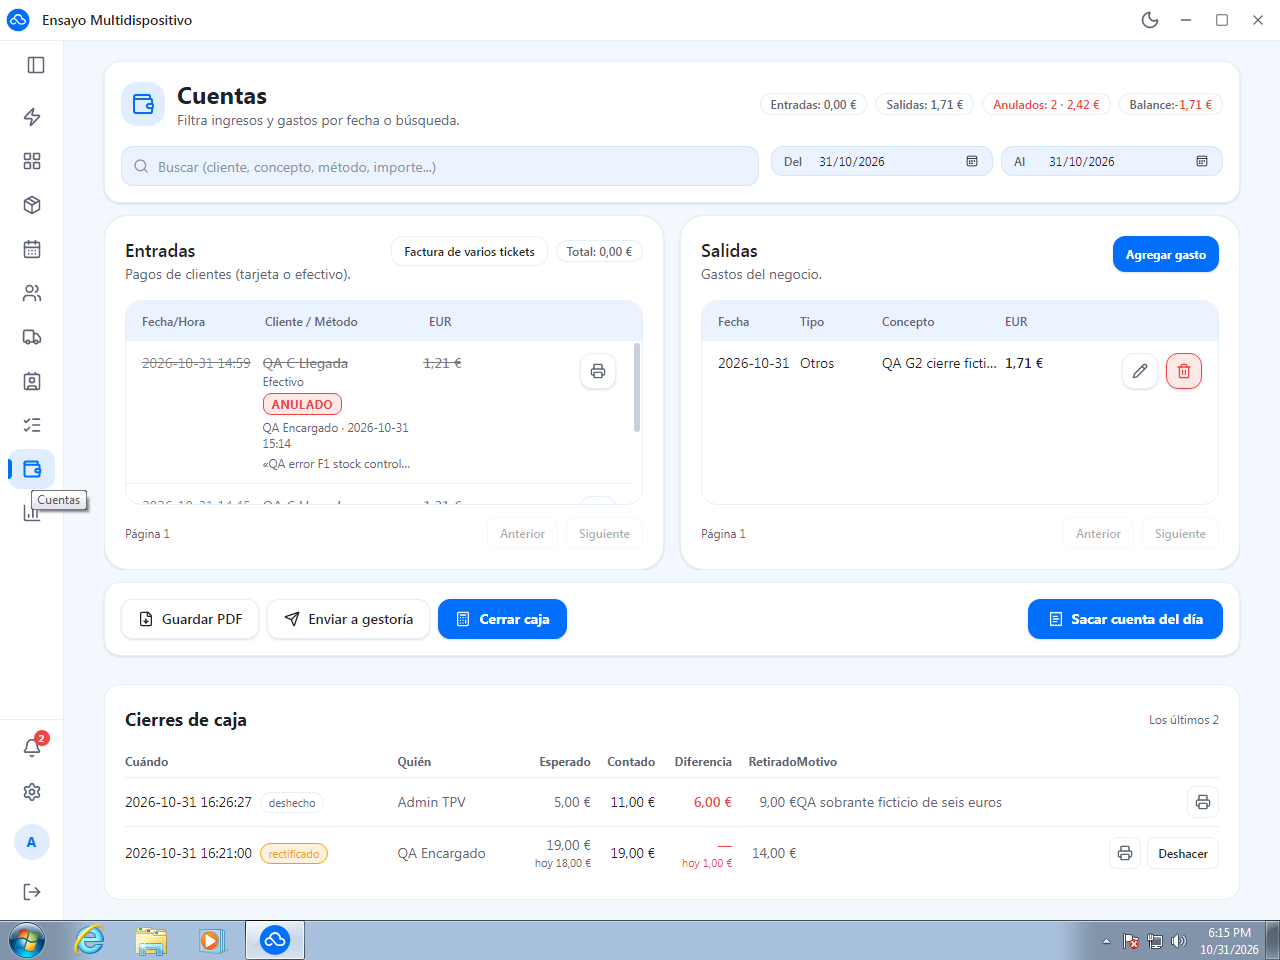 Ensayo Multidispositivo
Cuentas
Filtra ingresos y gastos por fecha o búsqueda.
Entradas: 0,00 €
Salidas: 1,71 €
Anulados: 2 · 2,42 €
Balance:-1,71 €
Buscar (cliente, concepto, método, importe...)
Del 31/10/2026
Al 31/10/2026
Entradas
Pagos de clientes (tarjeta o efectivo).
Factura de varios tickets
Total: 0,00 €
Fecha/Hora Cliente / Método EUR
2026-10-31 14:59 QA C Llegada 1,21 €
Efectivo
ANULADO
QA Encargado · 2026-10-31
15:14
«QA error F1 stock control...
Página 1
Anterior
Siguiente
Salidas
Gastos del negocio.
Agregar gasto
Fecha Tipo Concepto EUR
2026-10-31 Otros QA G2 cierre ficti... 1,71 €
Página 1
Anterior
Siguiente
Cuentas
Guardar PDF
Enviar a gestoría
Cerrar caja
Sacar cuenta del día
Cierres de caja
Los últimos 2
Cuándo Quién Esperado Contado Diferencia RetiradoMotivo
2026-10-31 16:26:27 deshecho Admin TPV 5,00 € 11,00 € 6,00 € 9,00 €QA sobrante ficticio de seis euros
2026-10-31 16:21:00 rectificado QA Encargado 19,00 € 19,00 € — 14,00 €
hoy 18,00 € hoy 1,00 €
Deshacer
2
A
6:15 PM
10/31/2026